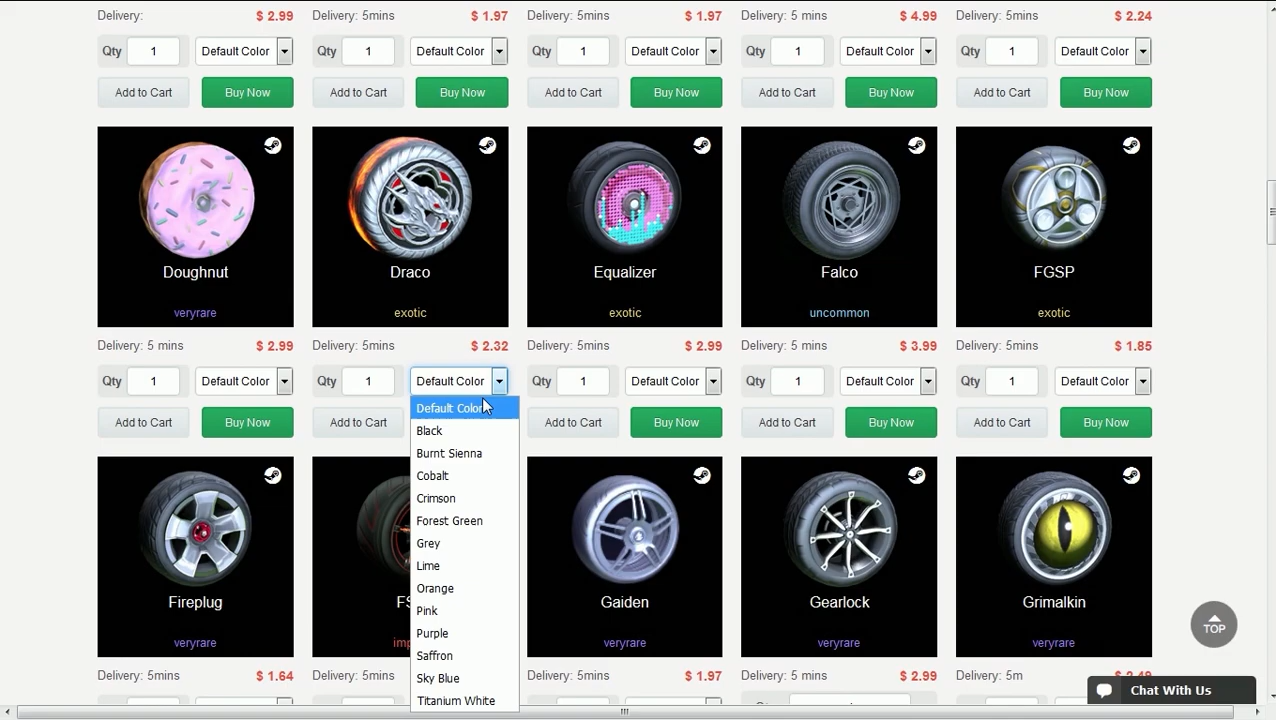 Delivery: $ 2.99 Delivery: 5mins $ 1.97 Delivery: 5mins $ 1.97 Delivery: 5 mins $ 4.99 Delivery: 5mins $ 2.24
Qty 1 Default Color Qty 1 Default Color Qty 1 Default Color Qty 1 Default Color Qty 1 Default Color
Add to Cart Buy Now Add to Cart Buy Now Add to Cart Buy Now Add to Cart Buy Now Add to Cart Buy Now
Doughnut Draco Equalizer Falco FGSP
veryrare exotic exotic uncommon exotic
Delivery: 5 mins $ 2.99 Delivery: 5mins $ 2.32 Delivery: 5mins $ 2.99 Delivery: 5 mins $ 3.99 Delivery: 5mins $ 1.85
Qty 1 Default Color Qty 1 Default Color Qty 1 Default Color Qty 1 Default Color Qty 1 Default Color
Add to Cart Buy Now Add to Cart Add to Cart Buy Now Add to Cart Buy Now Add to Cart Buy Now
Default Color
Black
Burnt Sienna
Cobalt
Crimson
Forest Green
Grey
Lime
Orange
Pink
Purple
Saffron
Sky Blue
Titanium White
Fireplug Gaiden Gearlock Grimalkin
veryrare veryrare veryrare veryrare
Delivery: 5mins $ 1.64 Delivery: 5mins $ 1.97 Delivery: 5mins $ 2.99 Delivery: 5m
TOP
Chat With Us